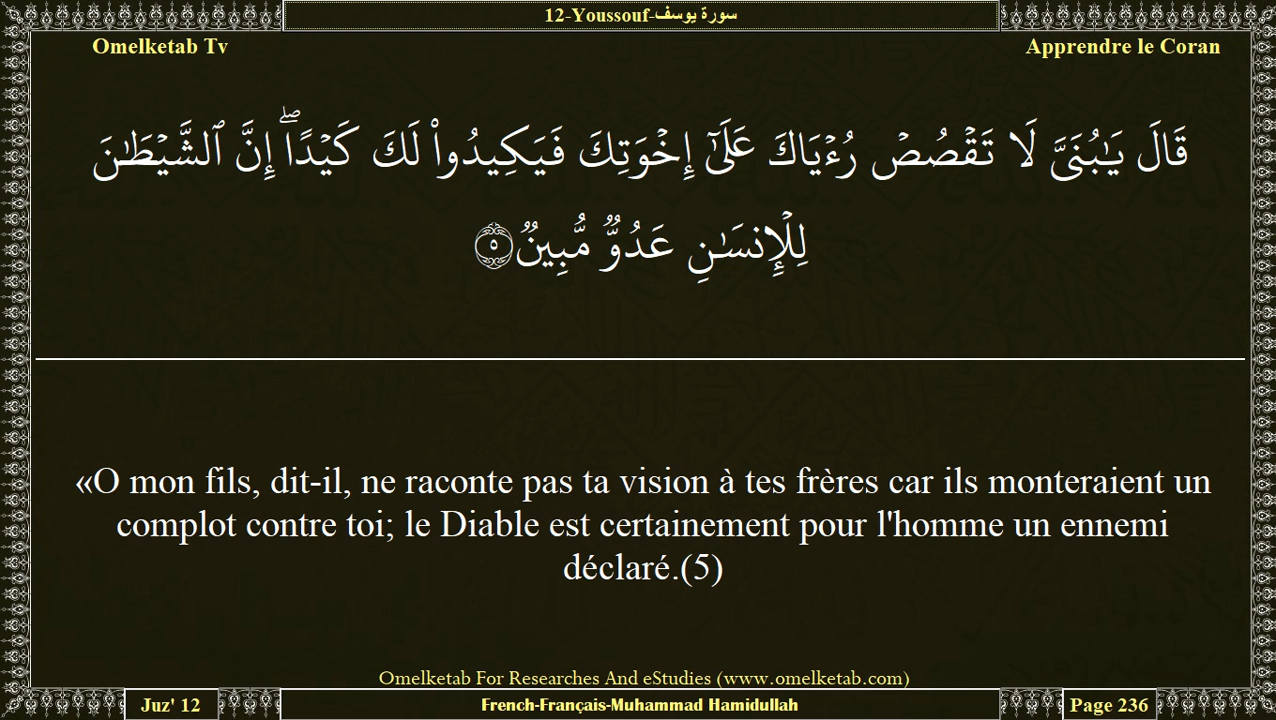 12-Youssouf-سورة يوسف
Omelketab Tv
Apprendre le Coran
قَالَ يَـٰبُنَىَّ لَا تَقْصُصْ رُءْيَاكَ عَلَىٰٓ إِخْوَتِكَ فَيَكِيدُوا۟ لَكَ كَيْدًا ۖ إِنَّ ٱلشَّيْطَـٰنَ
لِلْإِنسَـٰنِ عَدُوٌّ مُّبِينٌ ٥
«O mon fils, dit-il, ne raconte pas ta vision à tes frères car ils monteraient un
complot contre toi; le Diable est certainement pour l'homme un ennemi
déclaré.(5)
Omelketab For Researches And eStudies (www.omelketab.com)
Juz' 12
French-Français-Muhammad Hamidullah
Page 236